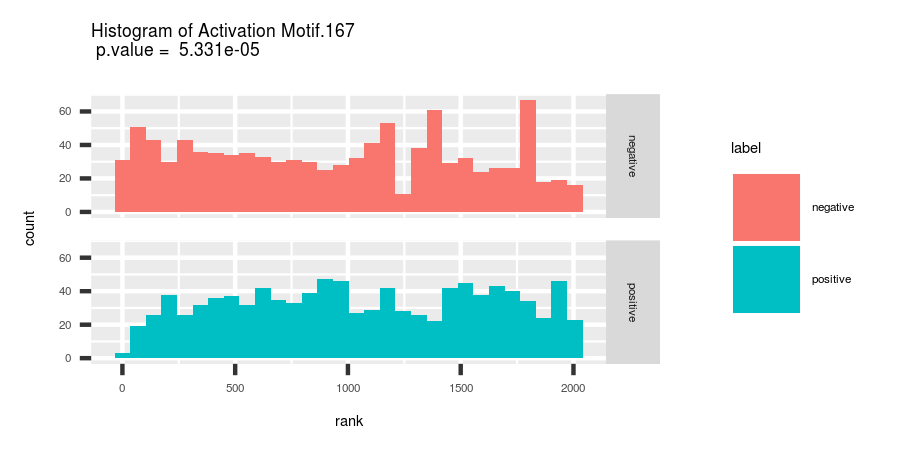 Histogram of Activation Motif.167
p.value = 5.331e-05
60
40
20
0
negative
60
40
20
0
positive
0 500 1000 1500 2000
rank
count
label
negative
positive